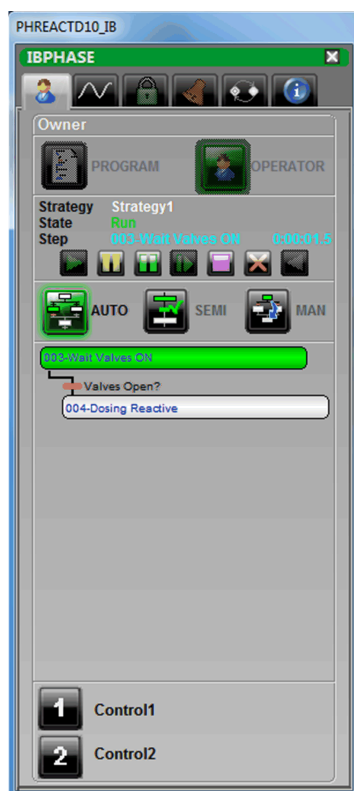 PHREACTD10_IB
IBPHASE
Owner
PROGRAM OPERATOR
Strategy Strategy1
State Run
Step 003-Wait Valves ON 0:00:01.5
AUTO SEMI MAN
003-Wait Valves ON
Valves Open?
004-Dosing Reactive
1 Control1
2 Control2